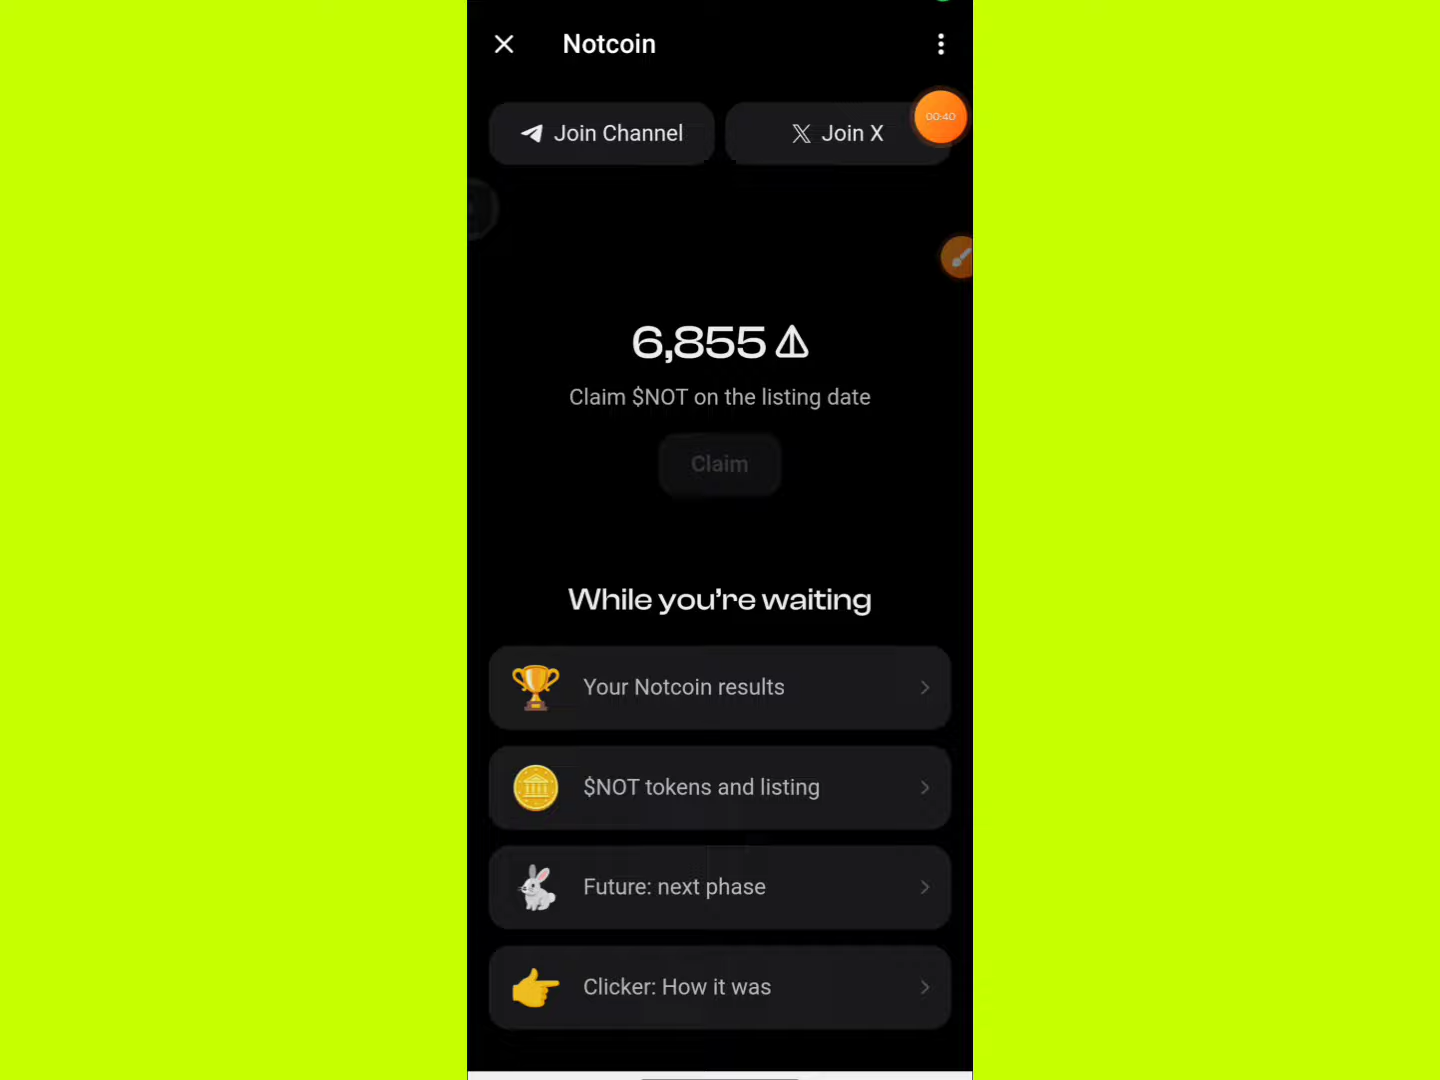 Notcoin
Join Channel
Join X
00:40
6,855
Claim $NOT on the listing date
Claim
While you’re waiting
Your Notcoin results
$NOT tokens and listing
Future: next phase
Clicker: How it was